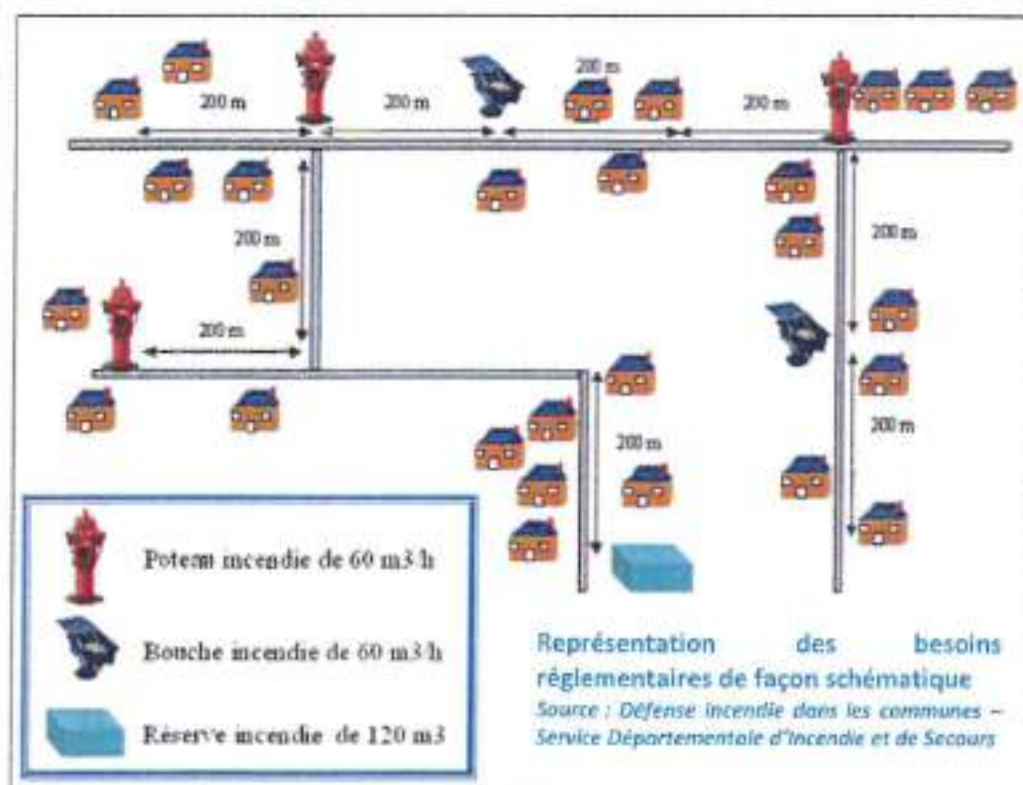 200 m
200 m
200 m
200 m
200 m
200 m
200 m
200 m
200 m
Poteau incendie de 60 m3/h
Bouche incendie de 60 m3/h
Réserve incendie de 120 m3
Représentation des besoins
règlementaires de façon schématique
Source : Défense incendie dans les communes –
Service Départementale d'Incendie et de Secours